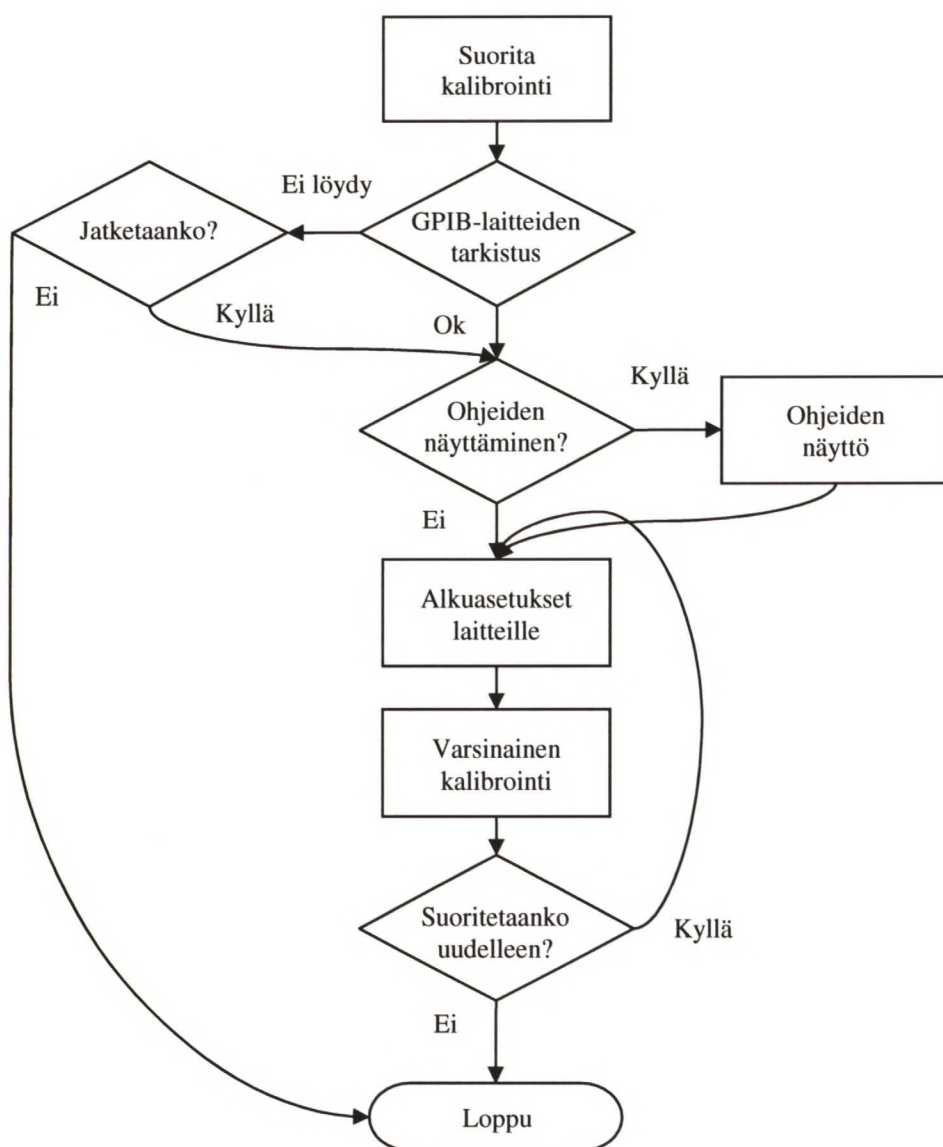 Suorita
kalibrointi
Ei löydy
Jatketaanko?
GPIB-laitteiden
tarkistus
Ei
Kyllä
Ok
Kyllä
Ohjeiden
näyttäminen?
Ohjeiden
näyttö
Ei
Alkuasetukset
laitteille
Varsinainen
kalibrointi
Suoritetaanko
uudelleen?
Kyllä
Ei
Loppu